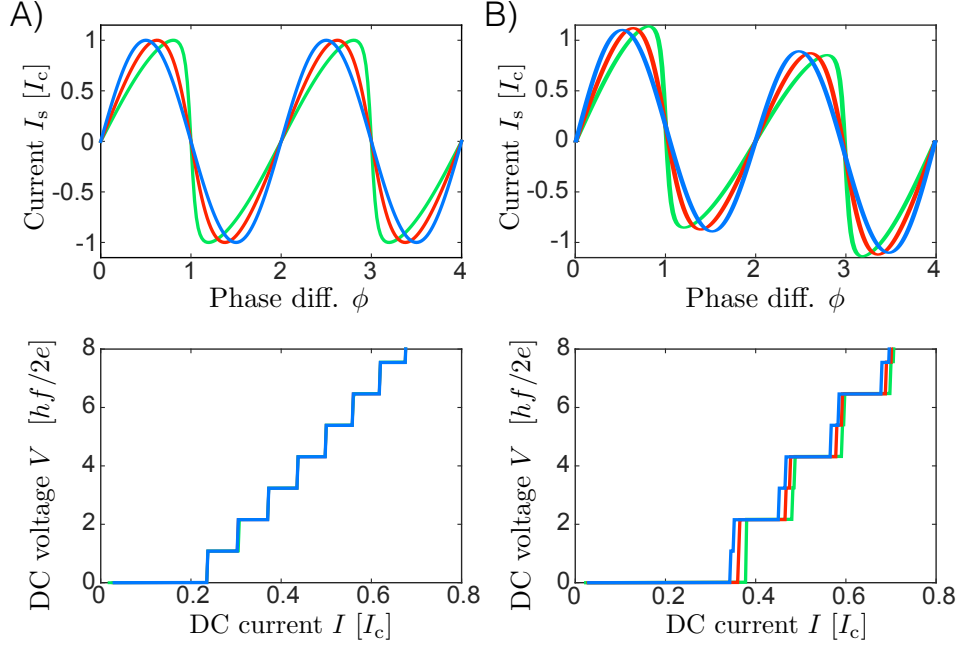 A)
B)
Current I_s [I_c]
1
0.5
0
-0.5
-1
0 1 2 3 4
Phase diff. ϕ
Current I_s [I_c]
1
0.5
0
-0.5
-1
0 1 2 3 4
Phase diff. ϕ
DC voltage V [hf/2e]
8
6
4
2
0
0 0.2 0.4 0.6 0.8
DC current I [I_c]
DC voltage V [hf/2e]
8
6
4
2
0
0 0.2 0.4 0.6 0.8
DC current I [I_c]